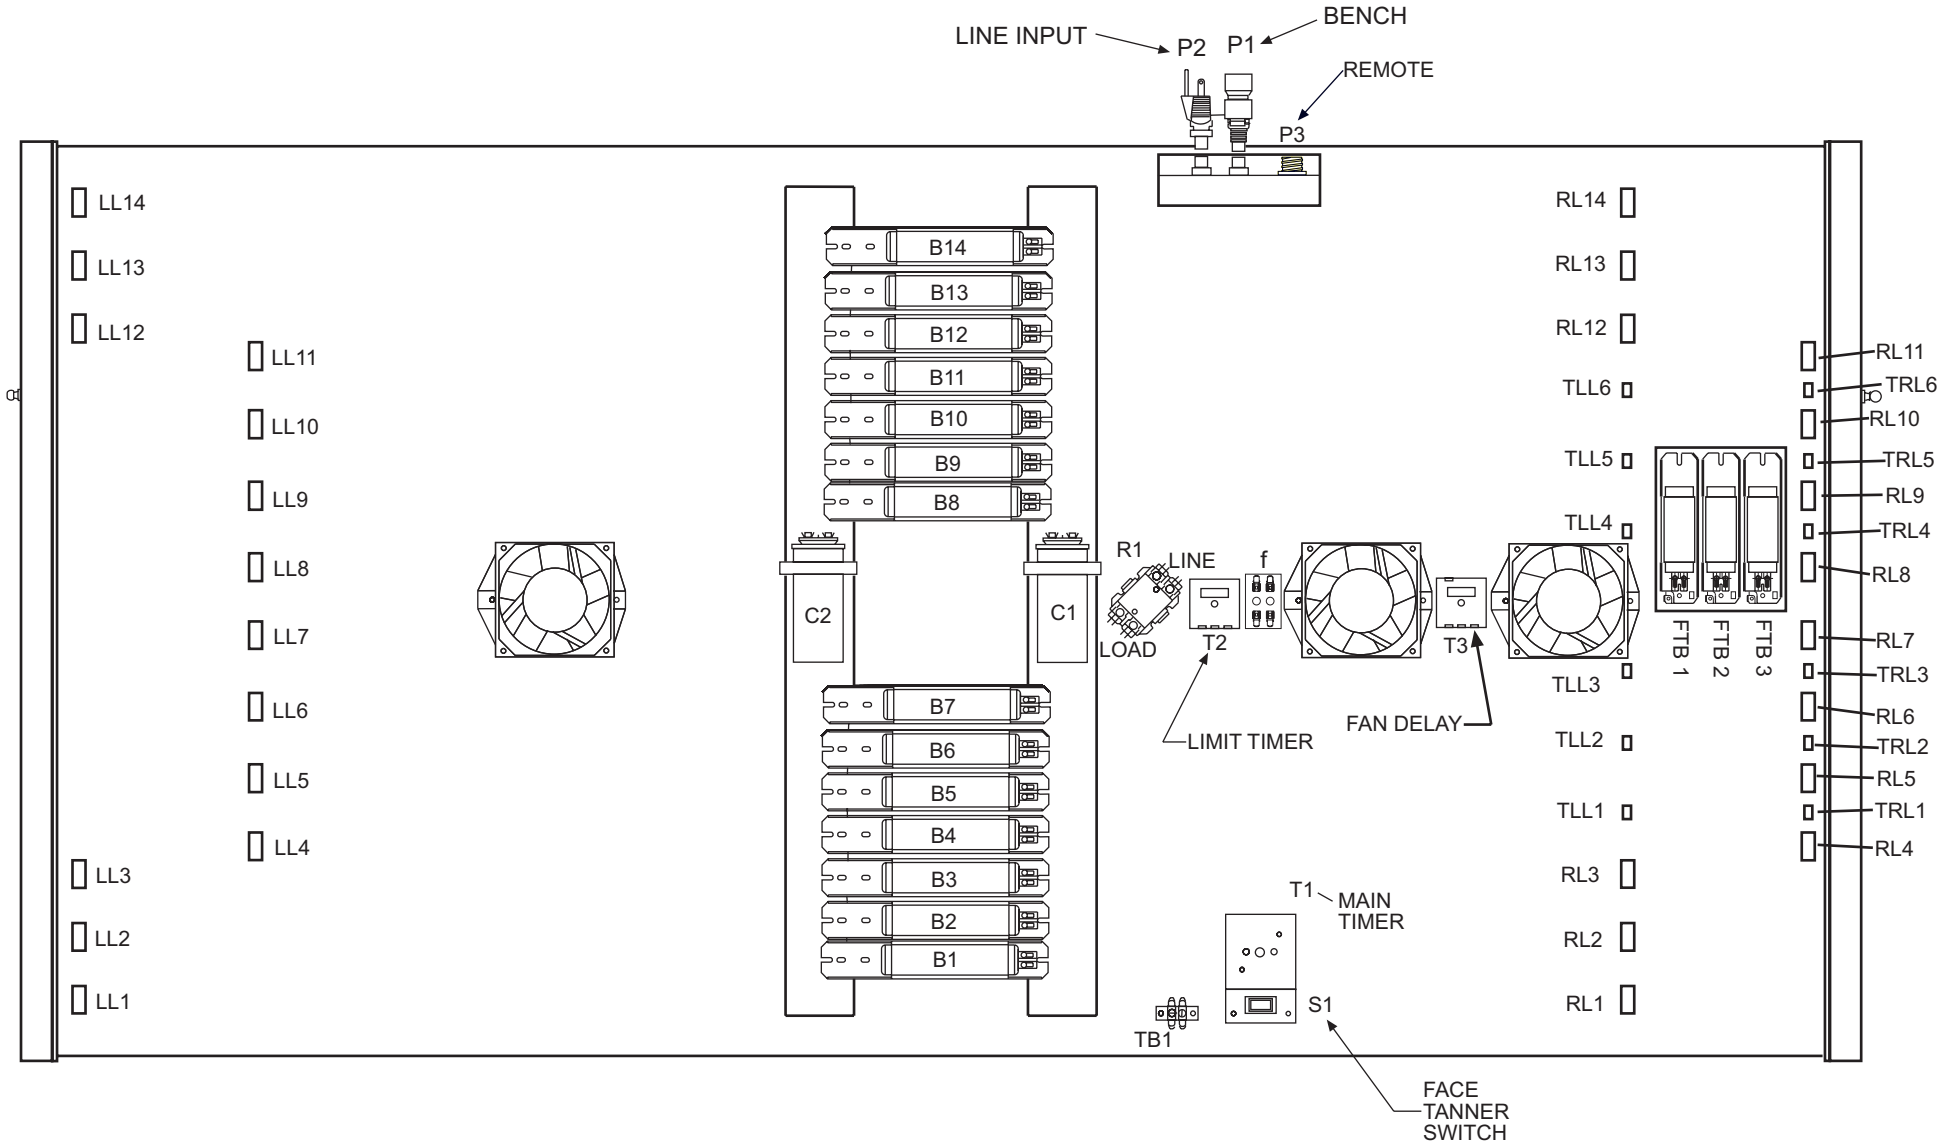 BENCH
LINE INPUT
P2
P1
REMOTE
P3
LL14
LL13
LL12
LL11
LL10
LL9
LL8
LL7
LL6
LL5
LL4
LL3
LL2
LL1
B14
B13
B12
B11
B10
B9
B8
C2
C1
B7
B6
B5
B4
B3
B2
B1
R1
LINE
LOAD
T2
LIMIT TIMER
f
T3
FAN DELAY
T1
MAIN
TIMER
S1
TB1
FACE
TANNER
SWITCH
RL14
RL13
RL12
TLL6
TLL5
TLL4
TLL3
TLL2
TLL1
RL3
RL2
RL1
FTB 1
FTB 2
FTB 3
RL11
TRL6
RL10
TRL5
RL9
TRL4
RL8
RL7
TRL3
RL6
TRL2
RL5
TRL1
RL4